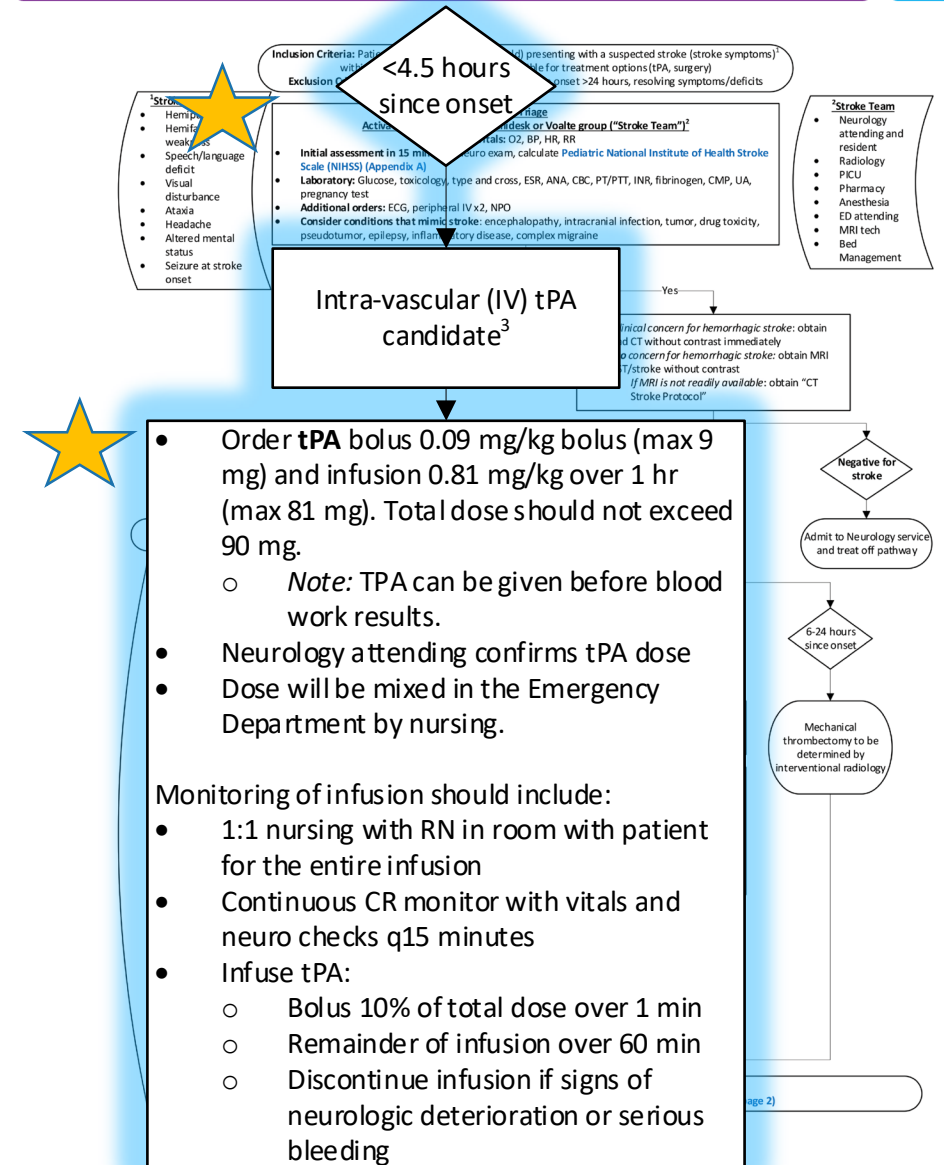 Inclusion Criteria: Patie
d) presenting with a suspected stroke (stroke symptoms)1
with
ble for treatment options (tPA, surgery)
Exclusion C
onset >24 hours, resolving symptoms/deficits
<4.5 hours
since onset
1Strok
• Hemip
• Hemifa
weakness
• Speech/language
deficit
• Visual
disturbance
• Ataxia
• Headache
• Altered mental
status
• Seizure at stroke
onset
riage
Activa
nidesk or Voalte group ("Stroke Team")2
itals: O2, BP, HR, RR
• Initial assessment in 15 min
euro exam, calculate Pediatric National Institute of Health Stroke
Scale (NIHSS) (Appendix A)
• Laboratory: Glucose, toxicology, type and cross, ESR, ANA, CBC, PT/PTT, INR, fibrinogen, CMP, UA,
pregnancy test
• Additional orders: ECG, peripheral IV x2, NPO
• Consider conditions that mimic stroke: encephalopathy, intracranial infection, tumor, drug toxicity,
pseudotumor, epilepsy, inflammatory disease, complex migraine
2Stroke Team
• Neurology
attending and
resident
• Radiology
• PICU
• Pharmacy
• Anesthesia
• ED attending
• MRI tech
• Bed
Management
Intra-vascular (IV) tPA
candidate3
Yes
linical concern for hemorrhagic stroke: obtain
d CT without contrast immediately
o concern for hemorrhagic stroke: obtain MRI
ST/stroke without contrast
If MRI is not readily available: obtain "CT
Stroke Protocol"
• Order tPA bolus 0.09 mg/kg bolus (max 9
mg) and infusion 0.81 mg/kg over 1 hr
(max 81 mg). Total dose should not exceed
90 mg.
o Note: TPA can be given before blood
work results.
• Neurology attending confirms tPA dose
• Dose will be mixed in the Emergency
Department by nursing.
Monitoring of infusion should include:
• 1:1 nursing with RN in room with patient
for the entire infusion
• Continuous CR monitor with vitals and
neuro checks q15 minutes
• Infuse tPA:
o Bolus 10% of total dose over 1 min
o Remainder of infusion over 60 min
o Discontinue infusion if signs of
neurologic deterioration or serious
bleeding
Negative for
stroke
Admit to Neurology service
and treat off pathway
6-24 hours
since onset
Mechanical
thrombectomy to be
determined by
interventional radiology
age 2)